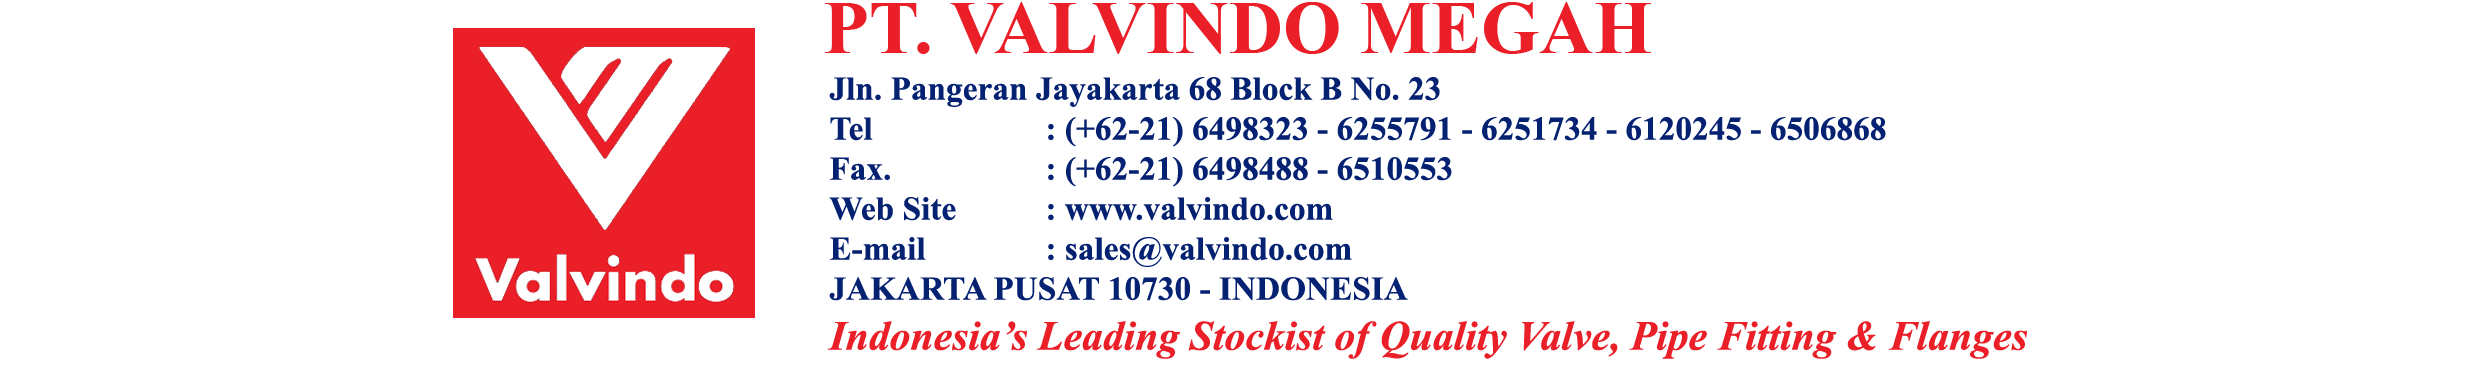 PT. VALVINDO MEGAH
Jln. Pangeran Jayakarta 68 Block B No. 23
Tel : (+62-21) 6498323 - 6255791 - 6251734 - 6120245 - 6506868
Fax. : (+62-21) 6498488 - 6510553
Web Site : www.valvindo.com
E-mail : sales@valvindo.com
JAKARTA PUSAT 10730 - INDONESIA
Indonesia’s Leading Stockist of Quality Valve, Pipe Fitting & Flanges
Valvindo